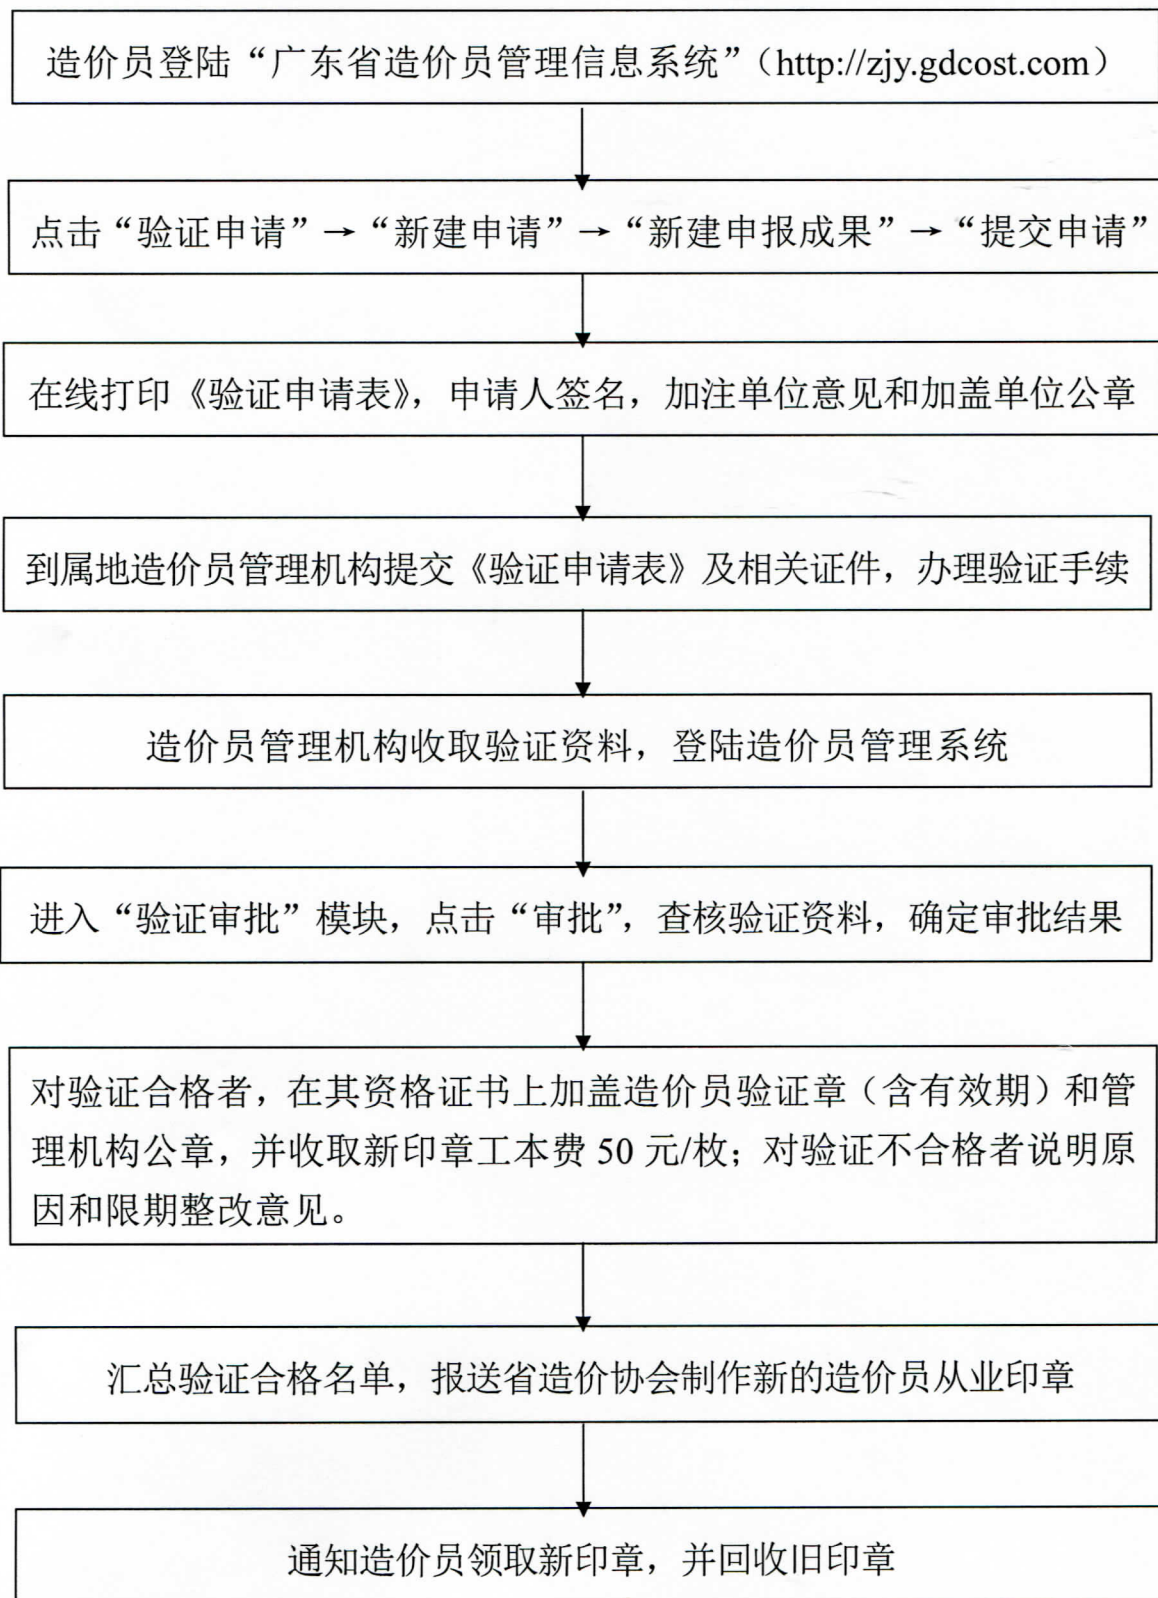 造价员登陆“广东省造价员管理信息系统”（http://zjy.gdcost.com）
点击“验证申请”→“新建申请”→“新建申报成果”→“提交申请”
在线打印《验证申请表》，申请人签名，加注单位意见和加盖单位公章
到属地造价员管理机构提交《验证申请表》及相关证件，办理验证手续
造价员管理机构收取验证资料，登陆造价员管理系统
进入“验证审批”模块，点击“审批”，查核验证资料，确定审批结果
对验证合格者，在其资格证书上加盖造价员验证章（含有效期）和管
理机构公章，并收取新印章工本费 50 元/枚；对验证不合格者说明原
因和限期整改意见。
汇总验证合格名单，报送省造价协会制作新的造价员从业印章
通知造价员领取新印章，并回收旧印章